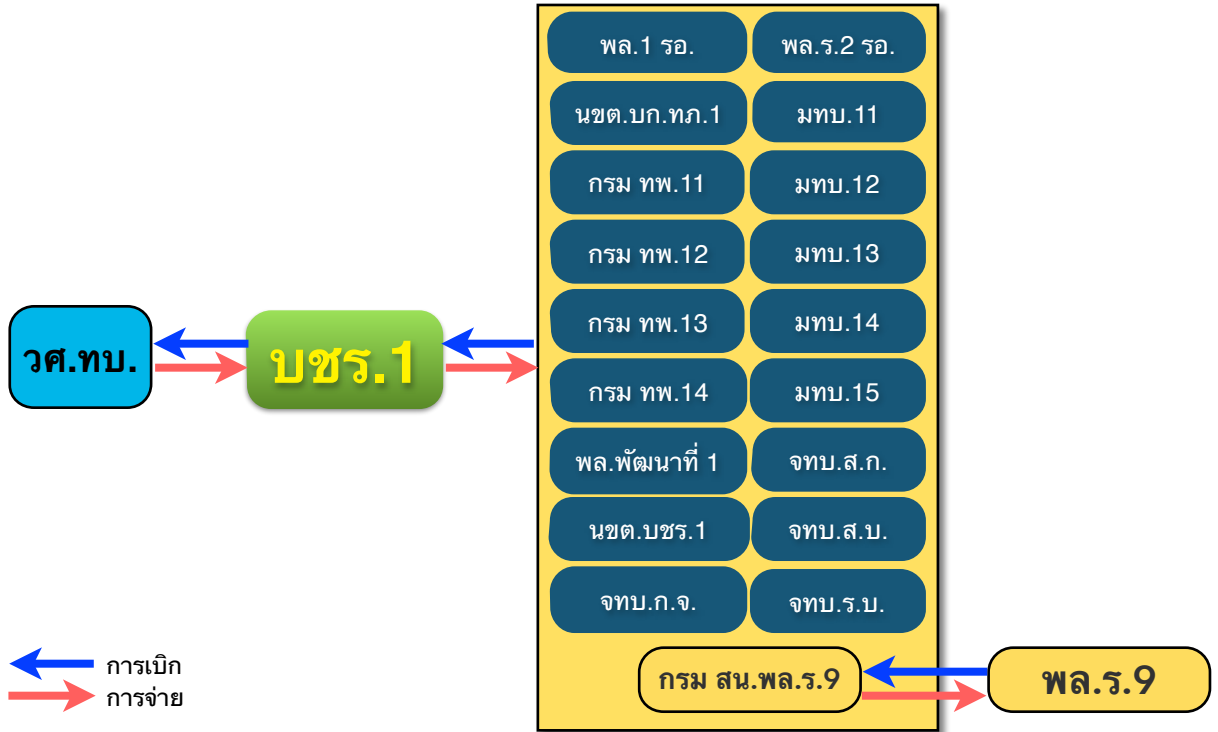 พล.1 รอ. พล.ร.2 รอ.
นขต.บก.ทภ.1 มทบ.11
กรม ทพ.11 มทบ.12
กรม ทพ.12 มทบ.13
กรม ทพ.13 มทบ.14
วศ.ทบ. บชร.1
กรม ทพ.14 มทบ.15
พล.พัฒนาที่ 1 จทบ.ส.ก.
นขต.บชร.1 จทบ.ส.บ.
จทบ.ก.จ. จทบ.ร.บ.
การเบิก
การจ่าย
กรม สน.พล.ร.9 พล.ร.9